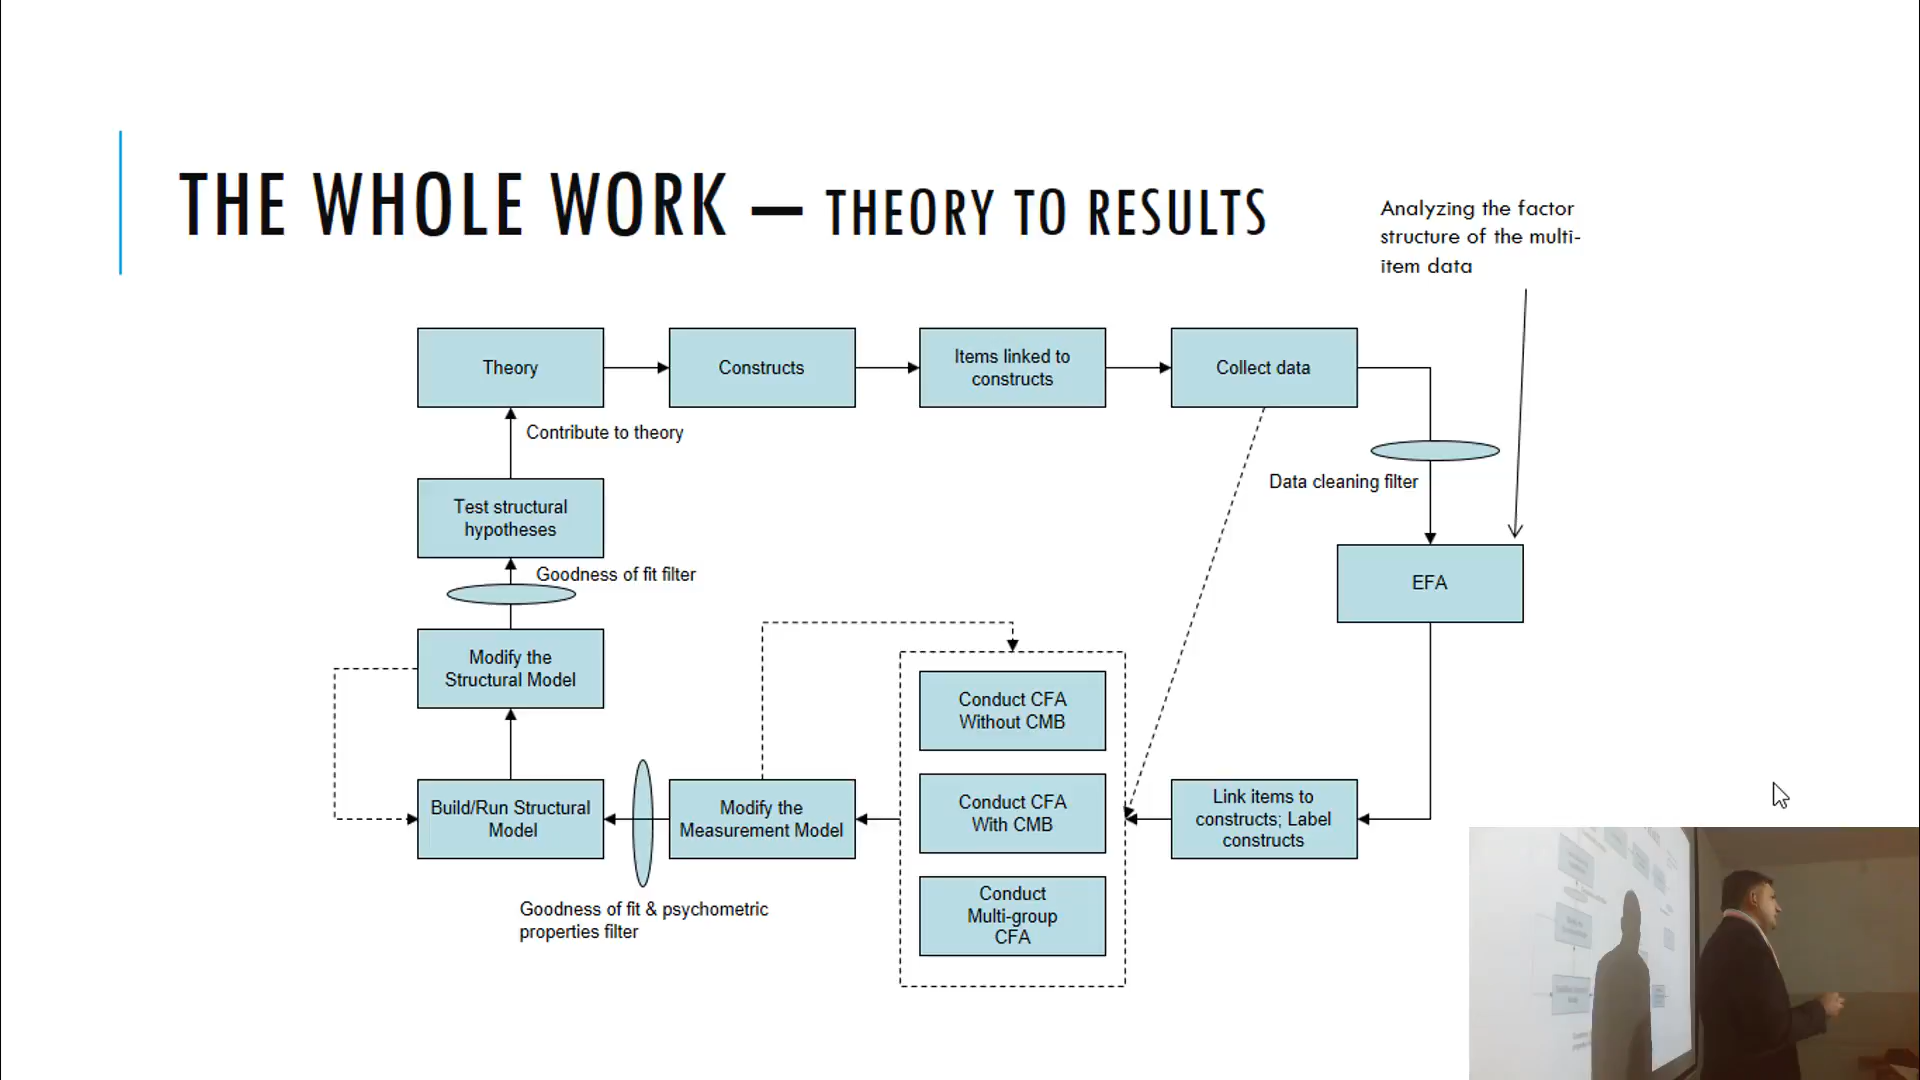 THE WHOLE WORK — THEORY TO RESULTS
Analyzing the factor
structure of the multi-
item data
Theory
Constructs
Items linked to
constructs
Collect data
Contribute to theory
Data cleaning filter
Test structural
hypotheses
Goodness of fit filter
EFA
Modify the
Structural Model
Conduct CFA
Without CMB
Build/Run Structural
Model
Modify the
Measurement Model
Conduct CFA
With CMB
Link items to
constructs; Label
constructs
Conduct
Multi-group
CFA
Goodness of fit & psychometric
properties filter